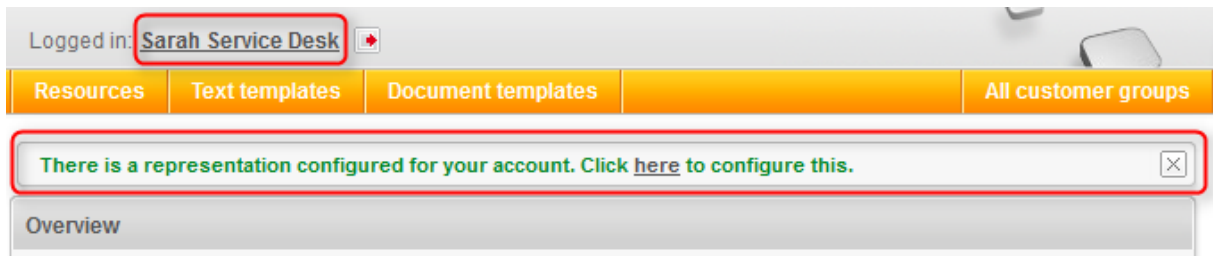 Logged in: Sarah Service Desk
Resources Text templates Document templates All customer groups
There is a representation configured for your account. Click here to configure this.
Overview